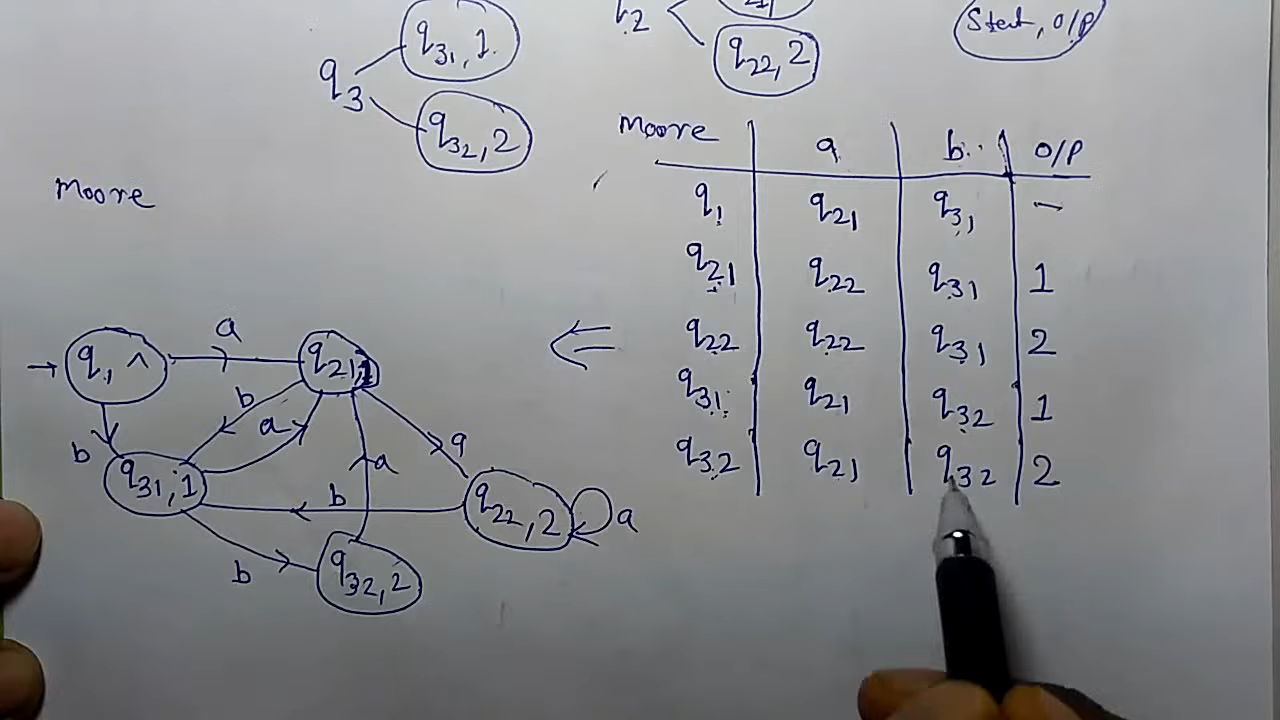 q31, 1.
q3
q32, 2
q22, 2
State, O/P
Moore
Moore a b O/P
q1 q21 q31 –
q21 q22 q31 1
q22 q22 q31 2
q31 q21 q32 1
q32 q21 q32 2
q1, ^
a
q21, 1
b
a
b
q31, 1
a
a
b
q22, 2
a
b
q32, 2